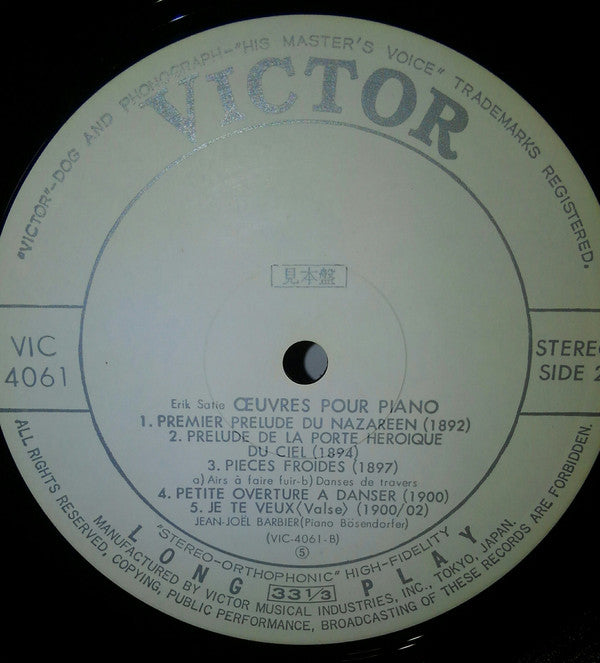 "VICTOR"—DOG AND PHONOGRAPH—"HIS MASTER'S VOICE" TRADEMARKS REGISTERED.
VICTOR
見本盤
VIC
4061
STEREO
SIDE 2
Erik Satie ŒUVRES POUR PIANO
1. PREMIER PRELUDE DU NAZAREEN (1892)
2. PRELUDE DE LA PORTE HEROIQUE
DU CIEL (1894)
3. PIECES FROIDES (1897)
a) Airs à faire fuir-b) Danses de travers
4. PETITE OVERTURE A DANSER (1900)
5. JE TE VEUX〈Valse〉(1900/02)
JEAN-JOËL BARBIER (Piano Bösendorfer)
(VIC-4061-B)
⑤
"STEREO-ORTHOPHONIC" HIGH-FIDELITY
LONG 33 1/3 PLAY
MANUFACTURED BY VICTOR MUSICAL INDUSTRIES, INC., TOKYO, JAPAN.
ALL RIGHTS RESERVED, COPYING, PUBLIC PERFORMANCE, BROADCASTING OF THESE RECORDS ARE FORBIDDEN.